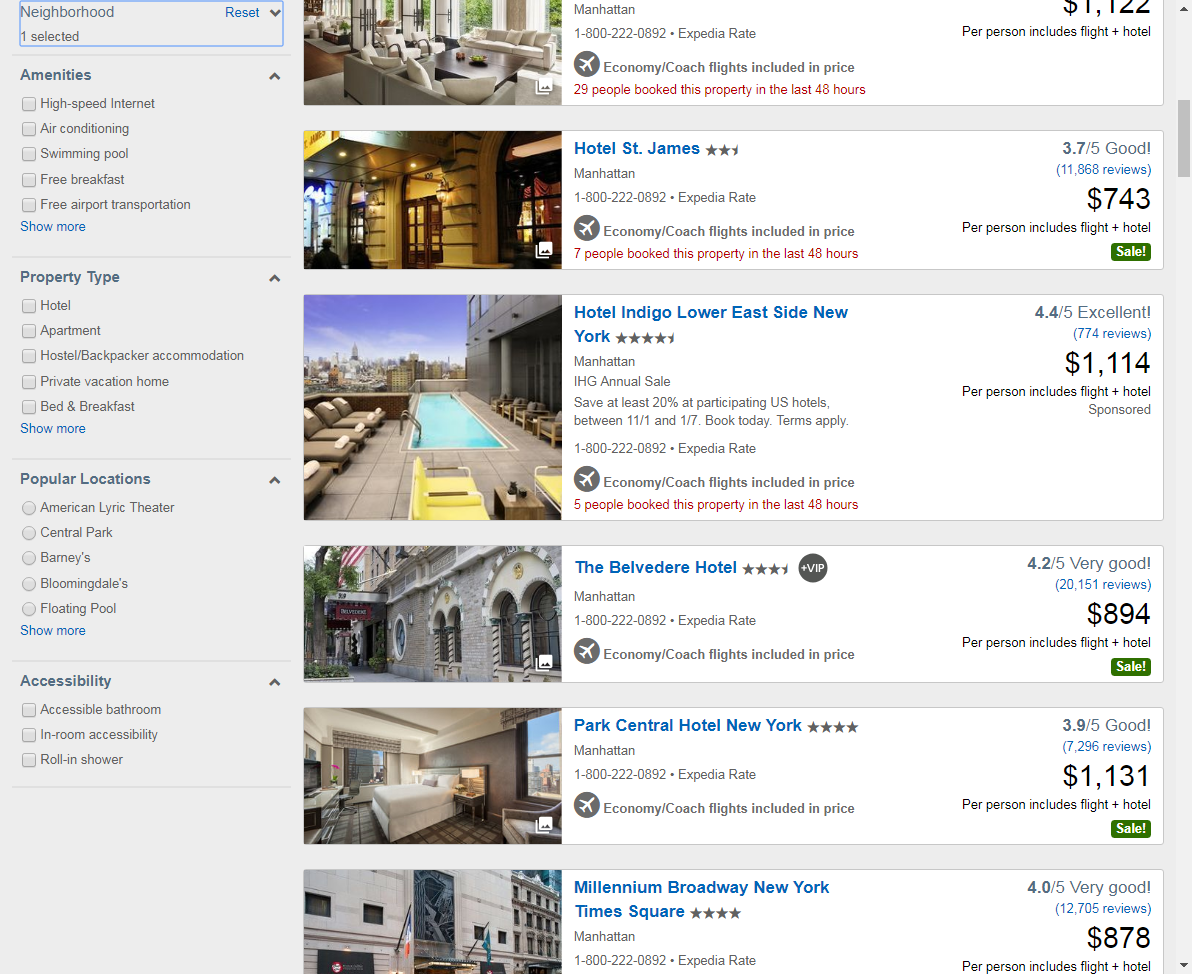 Neighborhood
Reset
1 selected
Amenities
High-speed Internet
Air conditioning
Swimming pool
Free breakfast
Free airport transportation
Show more
Property Type
Hotel
Apartment
Hostel/Backpacker accommodation
Private vacation home
Bed & Breakfast
Show more
Popular Locations
American Lyric Theater
Central Park
Barney's
Bloomingdale's
Floating Pool
Show more
Accessibility
Accessible bathroom
In-room accessibility
Roll-in shower
Manhattan
1-800-222-0892 • Expedia Rate
Economy/Coach flights included in price
29 people booked this property in the last 48 hours
$1,122
Per person includes flight + hotel
Hotel St. James
Manhattan
1-800-222-0892 • Expedia Rate
Economy/Coach flights included in price
7 people booked this property in the last 48 hours
3.7/5 Good!
(11,868 reviews)
$743
Per person includes flight + hotel
Sale!
Hotel Indigo Lower East Side New
York
Manhattan
IHG Annual Sale
Save at least 20% at participating US hotels,
between 11/1 and 1/7. Book today. Terms apply.
1-800-222-0892 • Expedia Rate
Economy/Coach flights included in price
5 people booked this property in the last 48 hours
4.4/5 Excellent!
(774 reviews)
$1,114
Per person includes flight + hotel
Sponsored
319
BELVEDERE
The Belvedere Hotel +VIP
Manhattan
1-800-222-0892 • Expedia Rate
Economy/Coach flights included in price
4.2/5 Very good!
(20,151 reviews)
$894
Per person includes flight + hotel
Sale!
Park Central Hotel New York
Manhattan
1-800-222-0892 • Expedia Rate
Economy/Coach flights included in price
3.9/5 Good!
(7,296 reviews)
$1,131
Per person includes flight + hotel
Sale!
Millennium Broadway New York
Times Square
Manhattan
1-800-222-0892 • Expedia Rate
4.0/5 Very good!
(12,705 reviews)
$878
Per person includes flight + hotel